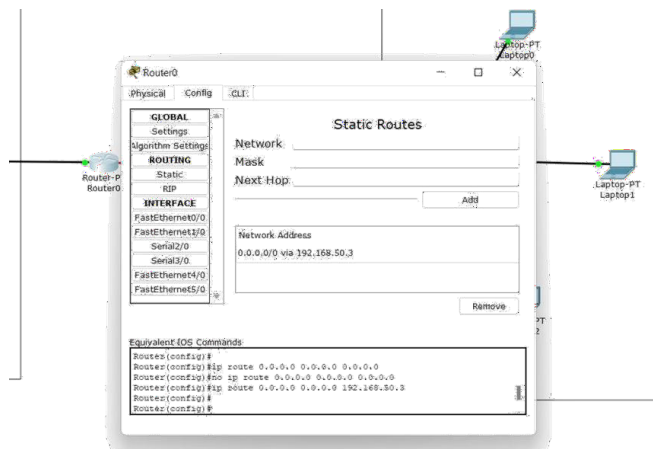 Laptop-PT
Laptop0
Router0
Physical Config CLI
GLOBAL
Settings
Algorithm Settings
ROUTING
Static
RIP
INTERFACE
FastEthernet0/0
FastEthernet1/0
Serial2/0
Serial3/0
FastEthernet4/0
FastEthernet5/0
Static Routes
Network
Mask
Next Hop
Add
Network Address
0.0.0.0/0 via 192.168.50.3
Remove
Equivalent IOS Commands
Router(config)#
Router(config)#ip route 0.0.0.0 0.0.0.0 0.0.0.0
Router(config)#no ip route 0.0.0.0 0.0.0.0 0.0.0.0
Router(config)#ip route 0.0.0.0 0.0.0.0 192.168.50.3
Router(config)#
Router(config)#
Router-P
Router0
Laptop-PT
Laptop1
PT
2